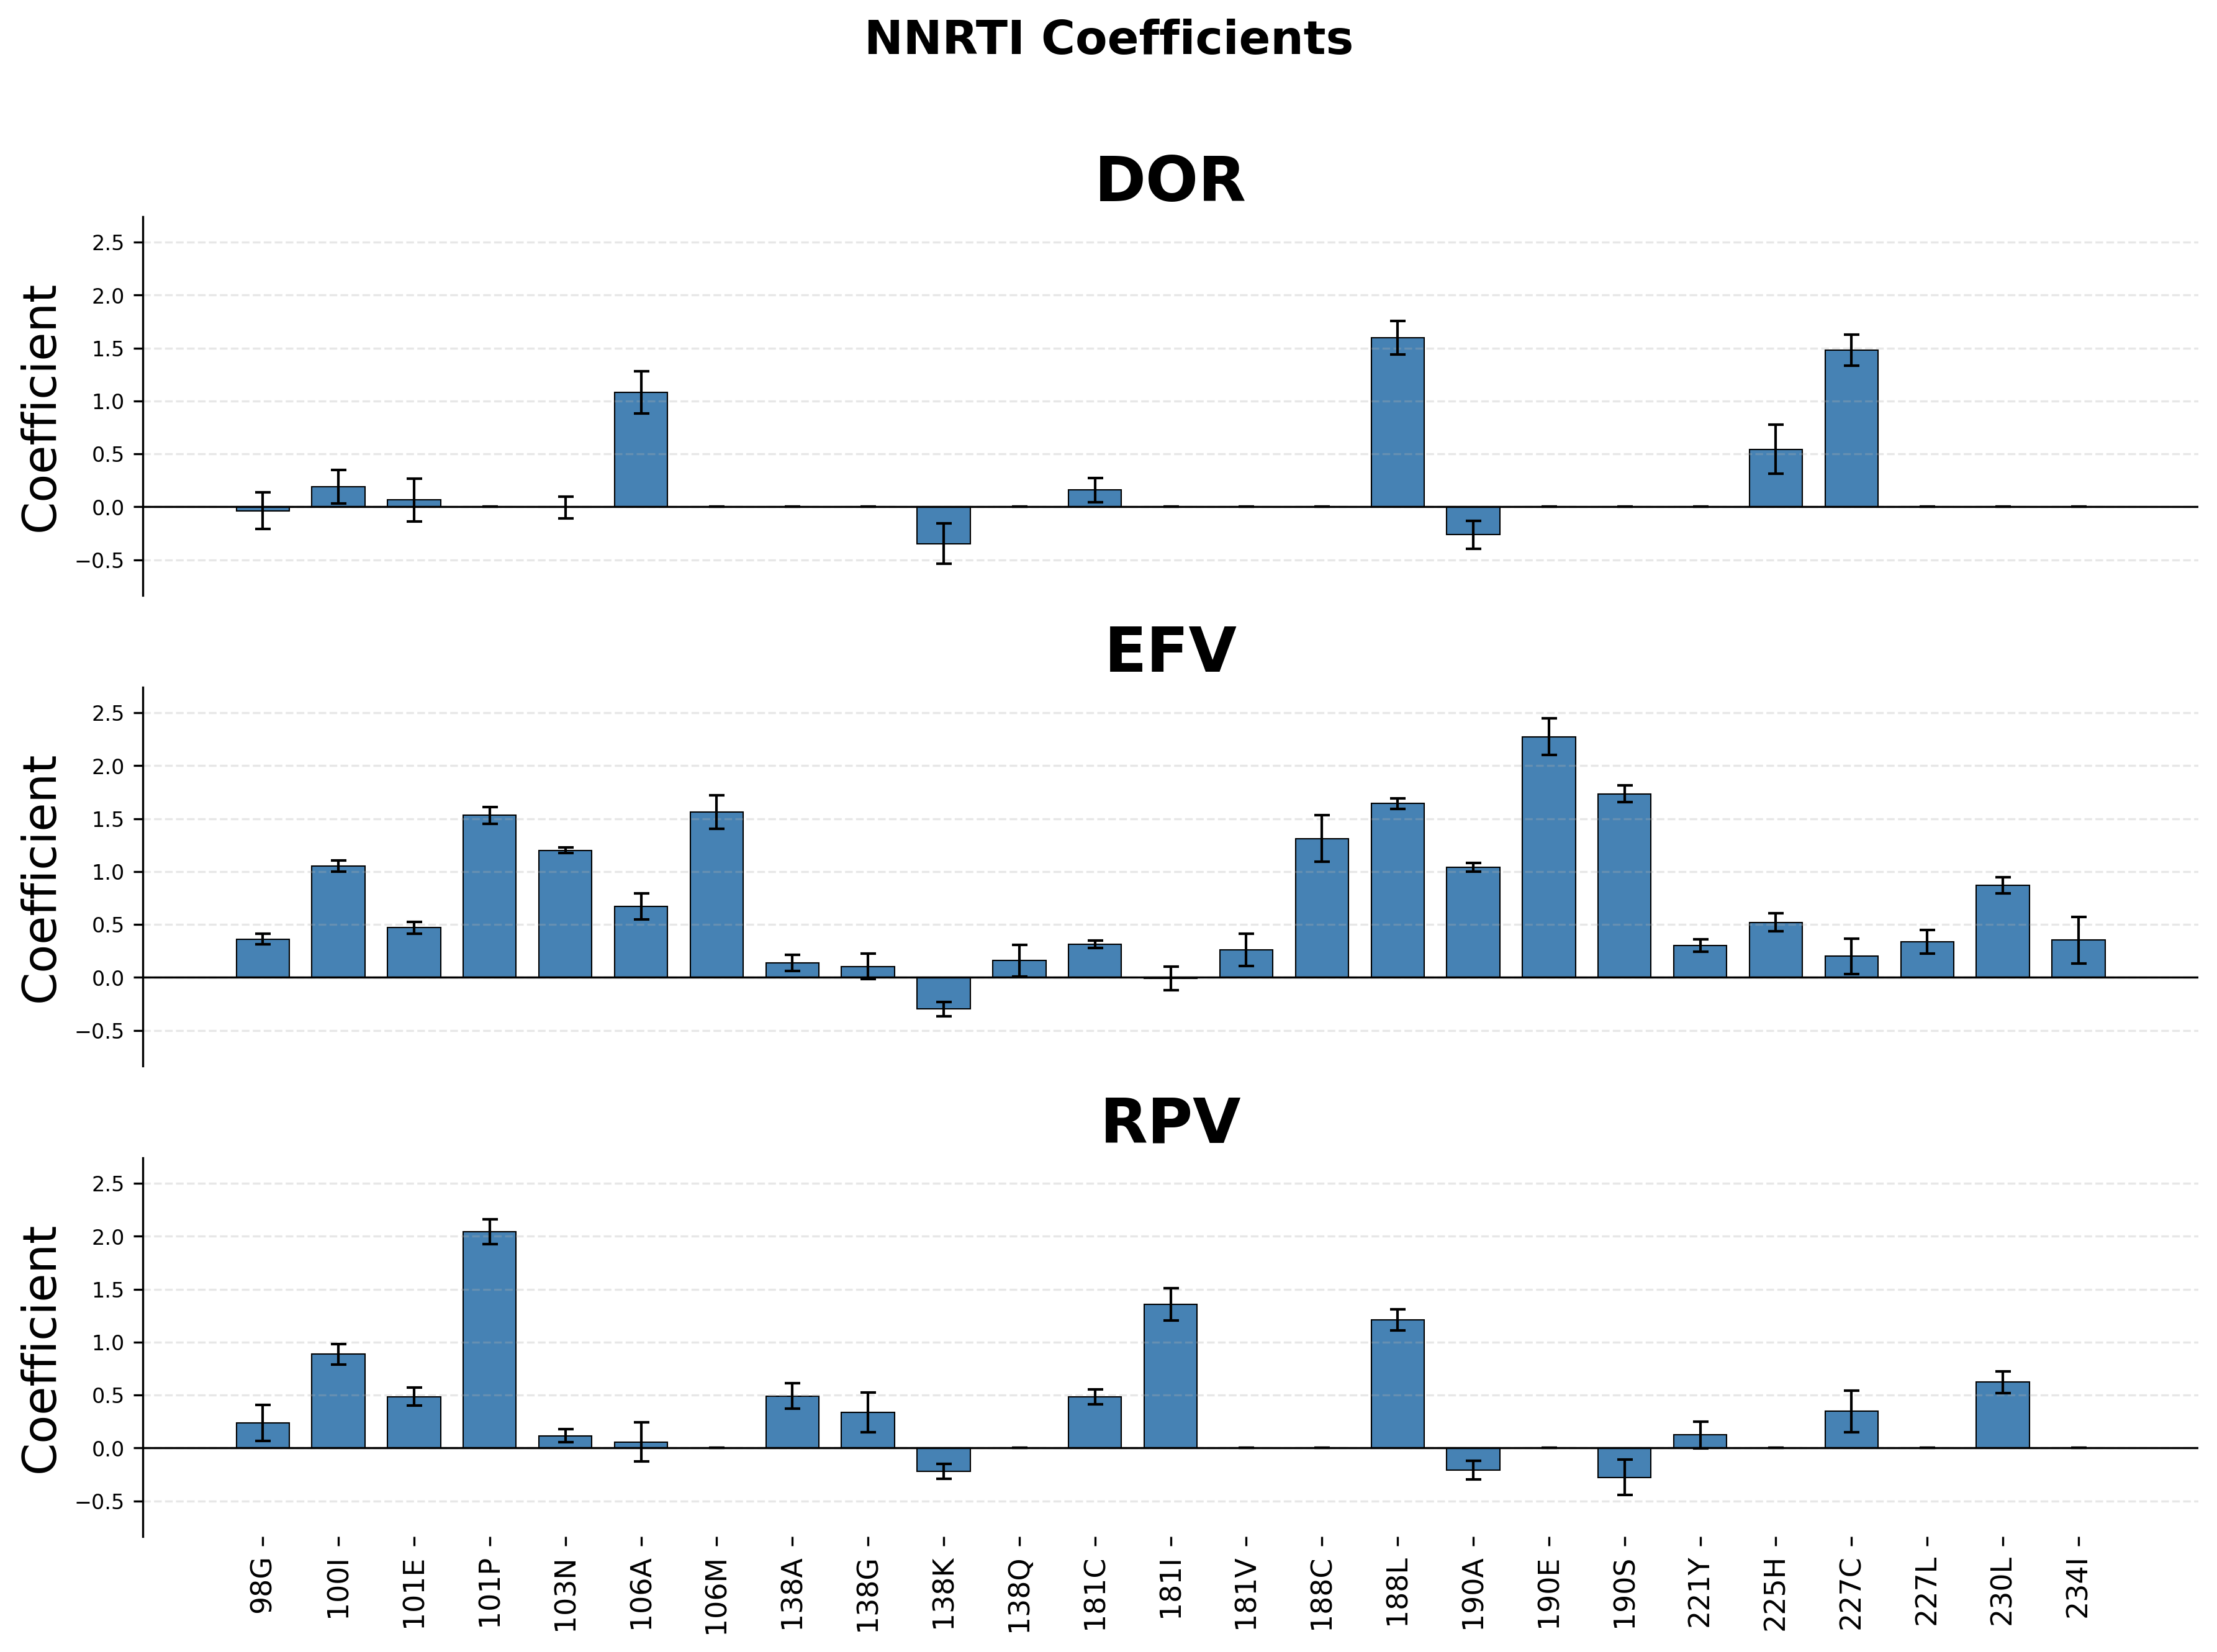 NNRTI Coefficients
DOR
Coefficient
2.5
2.0
1.5
1.0
0.5
0.0
−0.5
EFV
Coefficient
2.5
2.0
1.5
1.0
0.5
0.0
−0.5
RPV
Coefficient
2.5
2.0
1.5
1.0
0.5
0.0
−0.5
98G
100I
101E
101P
103N
106A
106M
138A
138G
138K
138Q
181C
181I
181V
188C
188L
190A
190E
190S
221Y
225H
227C
227L
230L
234I